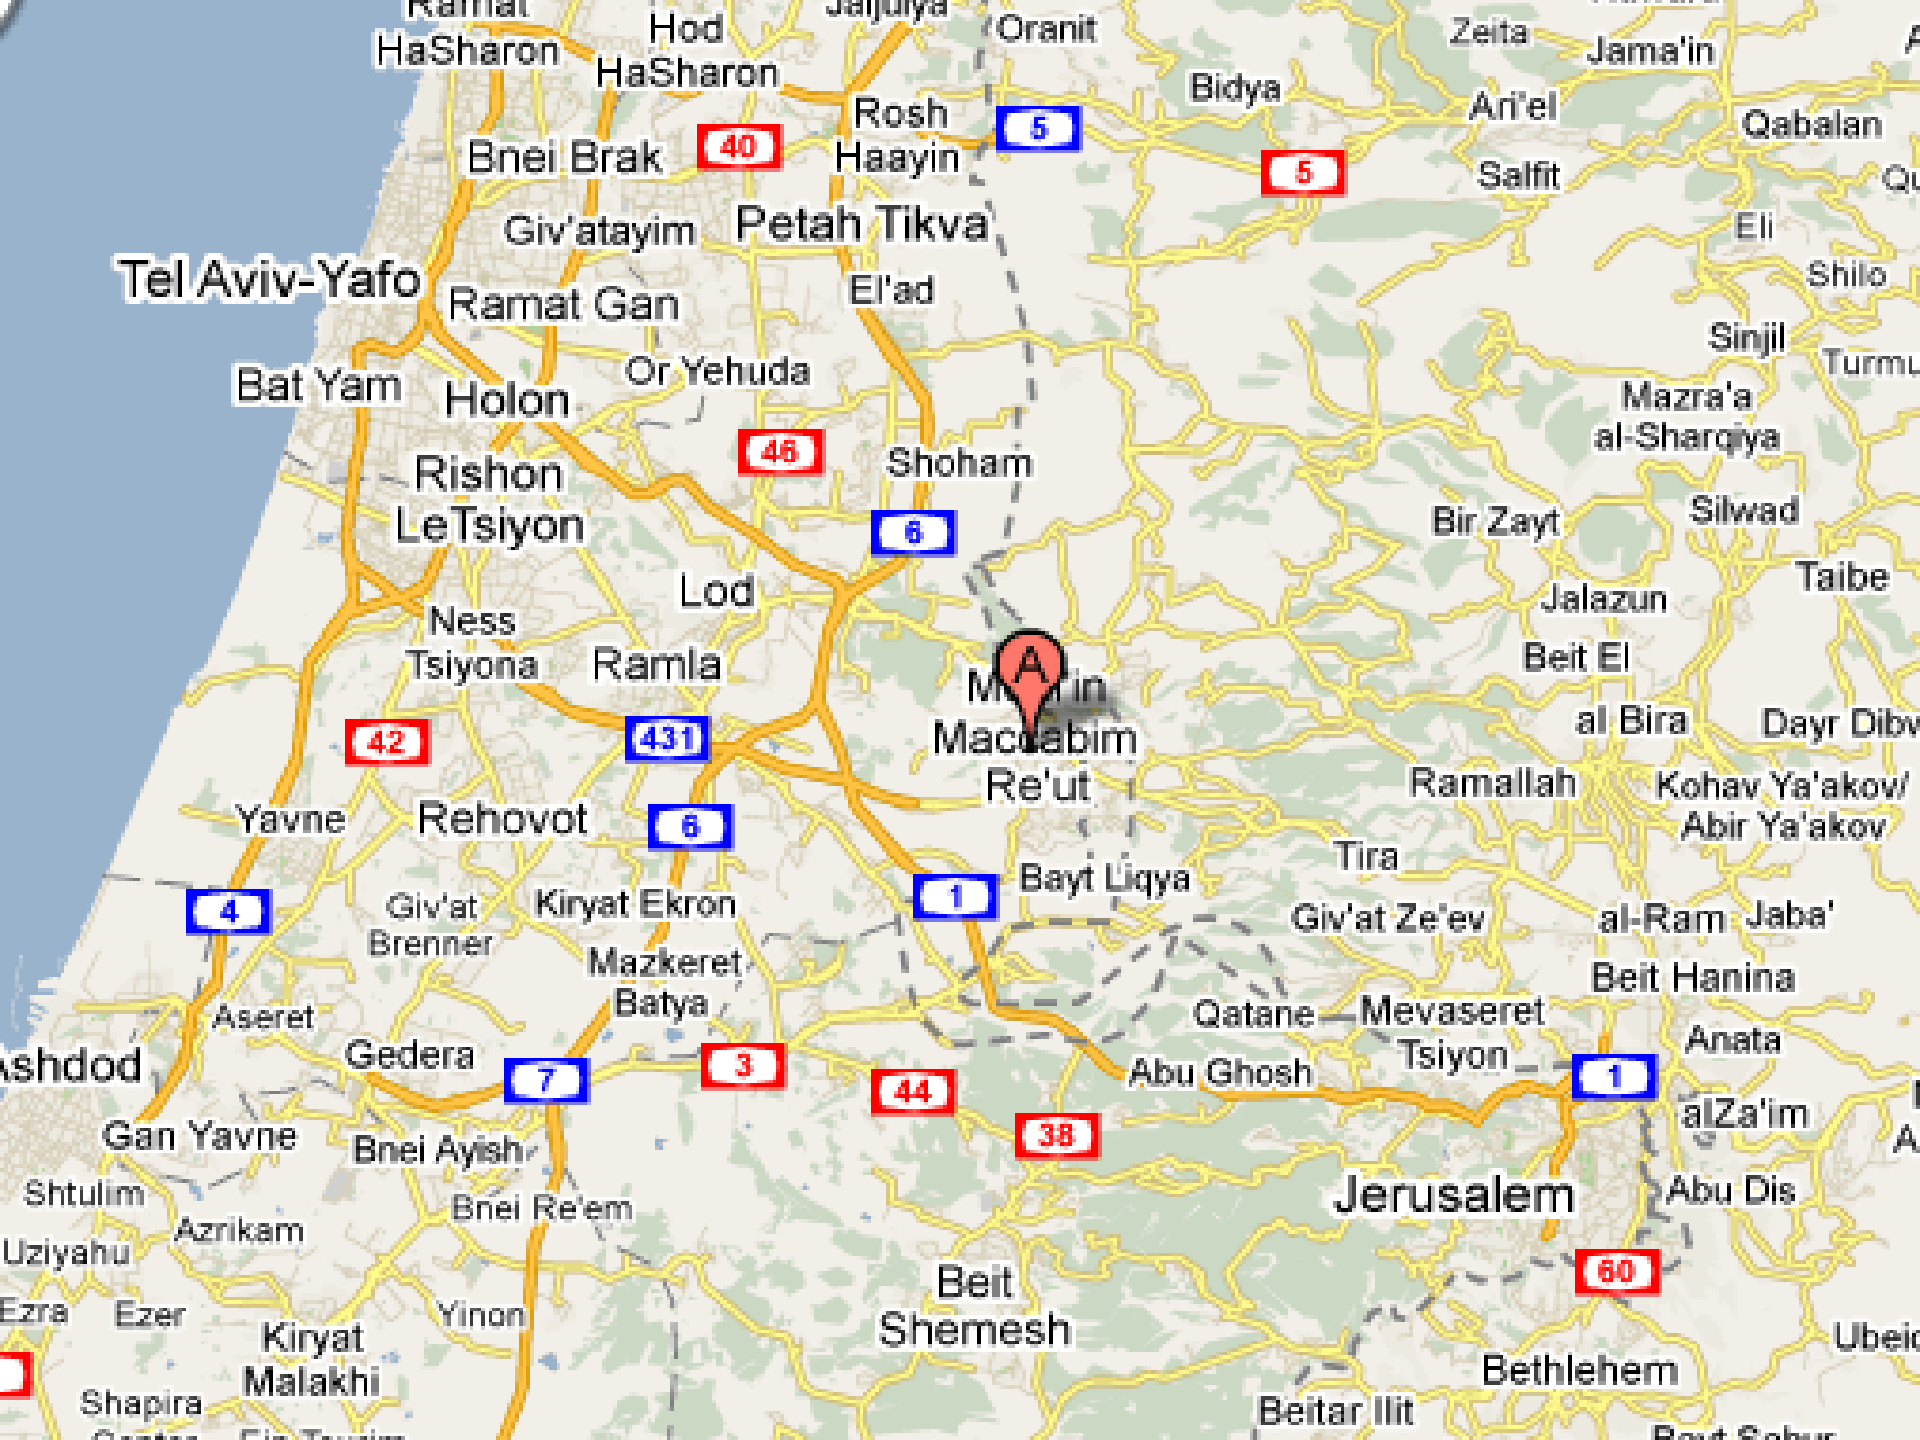 Ramat
HaSharon
Hod
HaSharon
Jaljulya
Oranit
Zeita
Jama'in
Bidya
Ari'el
Qabalan
Rosh
Haayin
5
40
5
Bnei Brak
Salfit
Giv'atayim
Petah Tikva
Eli
Tel Aviv-Yafo
Ramat Gan
El'ad
Shilo
Sinjil
Bat Yam
Holon
Or Yehuda
Mazra'a
al-Sharqiya
46
Shoham
Rishon
LeTsiyon
6
Bir Zayt
Silwad
Lod
Taibe
Jalazun
Ness
Tsiyona
Ramla
Beit El
A
Maccabim
Re'ut
42
431
al Bira
Ramallah
Kohav Ya'akov/
Abir Ya'akov
Yavne
Rehovot
6
Tira
Bayt Liqya
4
Giv'at
Brenner
Kiryat Ekron
1
Giv'at Ze'ev
al-Ram
Jaba'
Mazkeret
Batya
Beit Hanina
Aseret
Qatane
Mevaseret
Tsiyon
Anata
Ashdod
Gedera
7
3
44
Abu Ghosh
1
alZa'im
Gan Yavne
Bnei Ayish
38
Shtulim
Bnei Re'em
Jerusalem
Abu Dis
Azrikam
Uziyahu
60
Beit
Shemesh
Ezra
Ezer
Yinon
Kiryat
Malakhi
Bethlehem
Shapira
Beitar Ilit